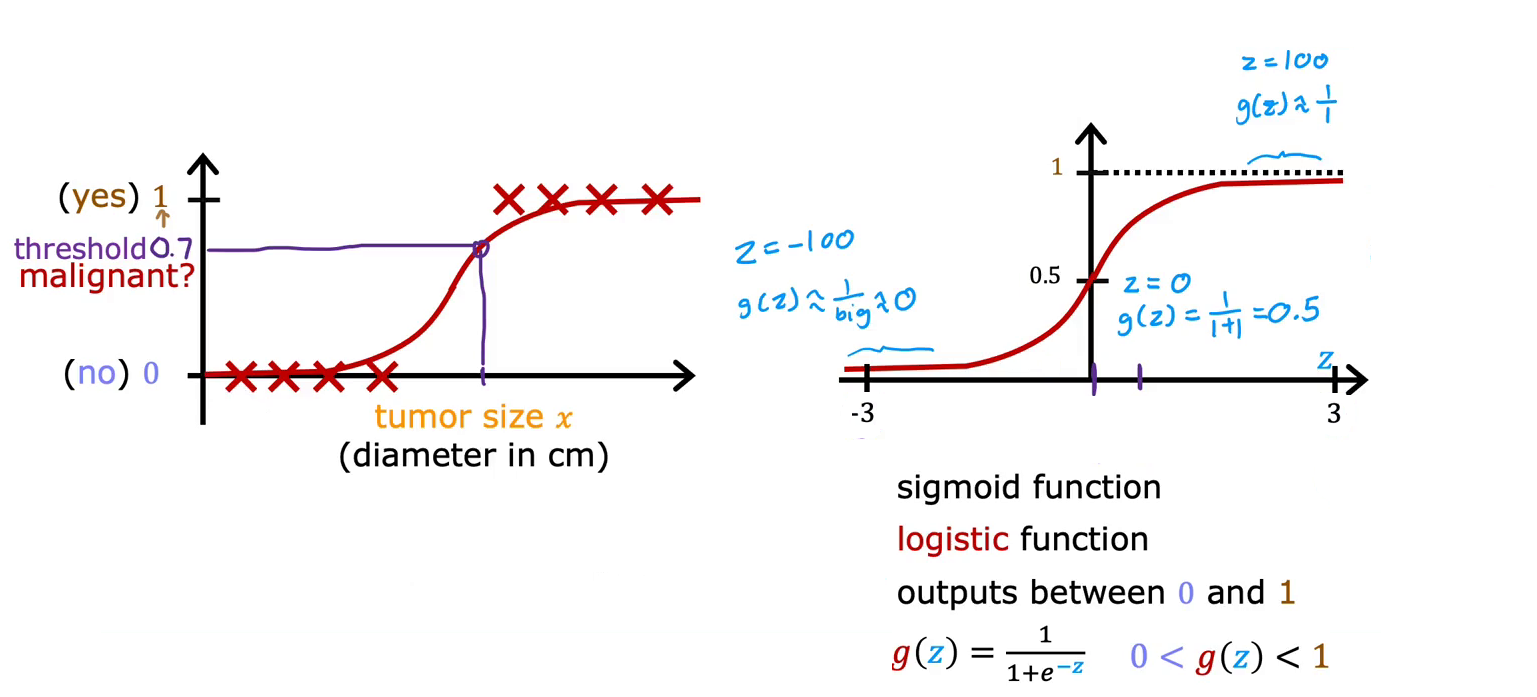 (yes) 1
↑
threshold 0.7
malignant?
(no) 0
tumor size x
(diameter in cm)
z = 100
g(z) ≈ 1/1
1
z = -100
g(z) ≈ 1/big ≈ 0
0.5
z = 0
g(z) = 1/1+1 = 0.5
z
-3
3
sigmoid function
logistic function
outputs between 0 and 1
g(z) = 1/1+e^−z 0 < g(z) < 1